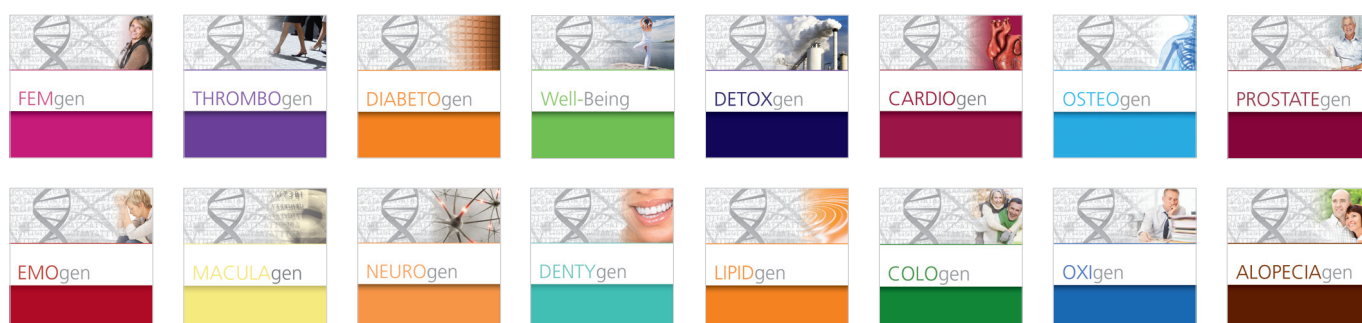 FEMgen
THROMBOgen
DIABETOgen
Well-Being
DETOXgen
CARDIOgen
OSTEOgen
PROSTATEgen
EMOgen
MACULAgen
NEUROgen
DENTYgen
LIPIDgen
COLOgen
OXIgen
ALOPECIAgen